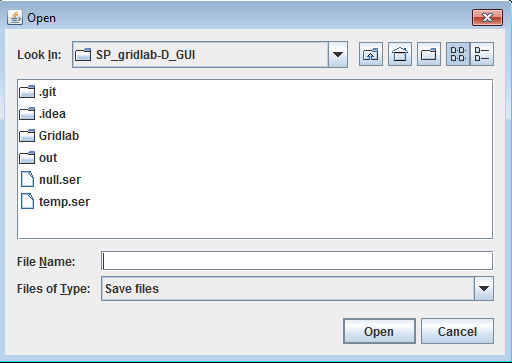 Open
Look In: SP_gridlab-D_GUI
.git
.idea
Gridlab
out
null.ser
temp.ser
File Name:
Files of Type: Save files
Open Cancel